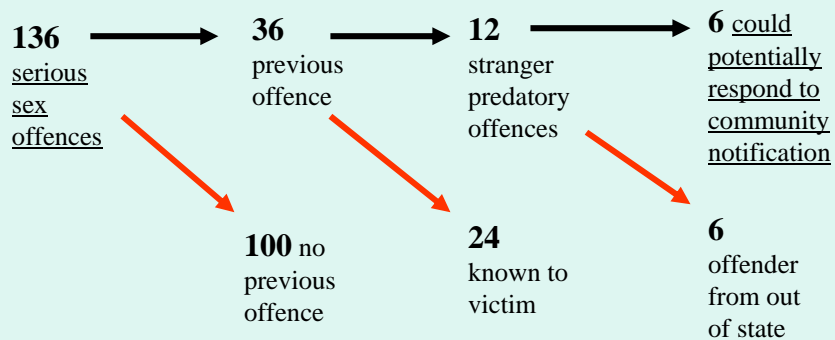 136
serious
sex
offences
36
previous
offence
12
stranger
predatory
offences
6 could
potentially
respond to
community
notification
100 no
previous
offence
24
known to
victim
6
offender
from out
of state